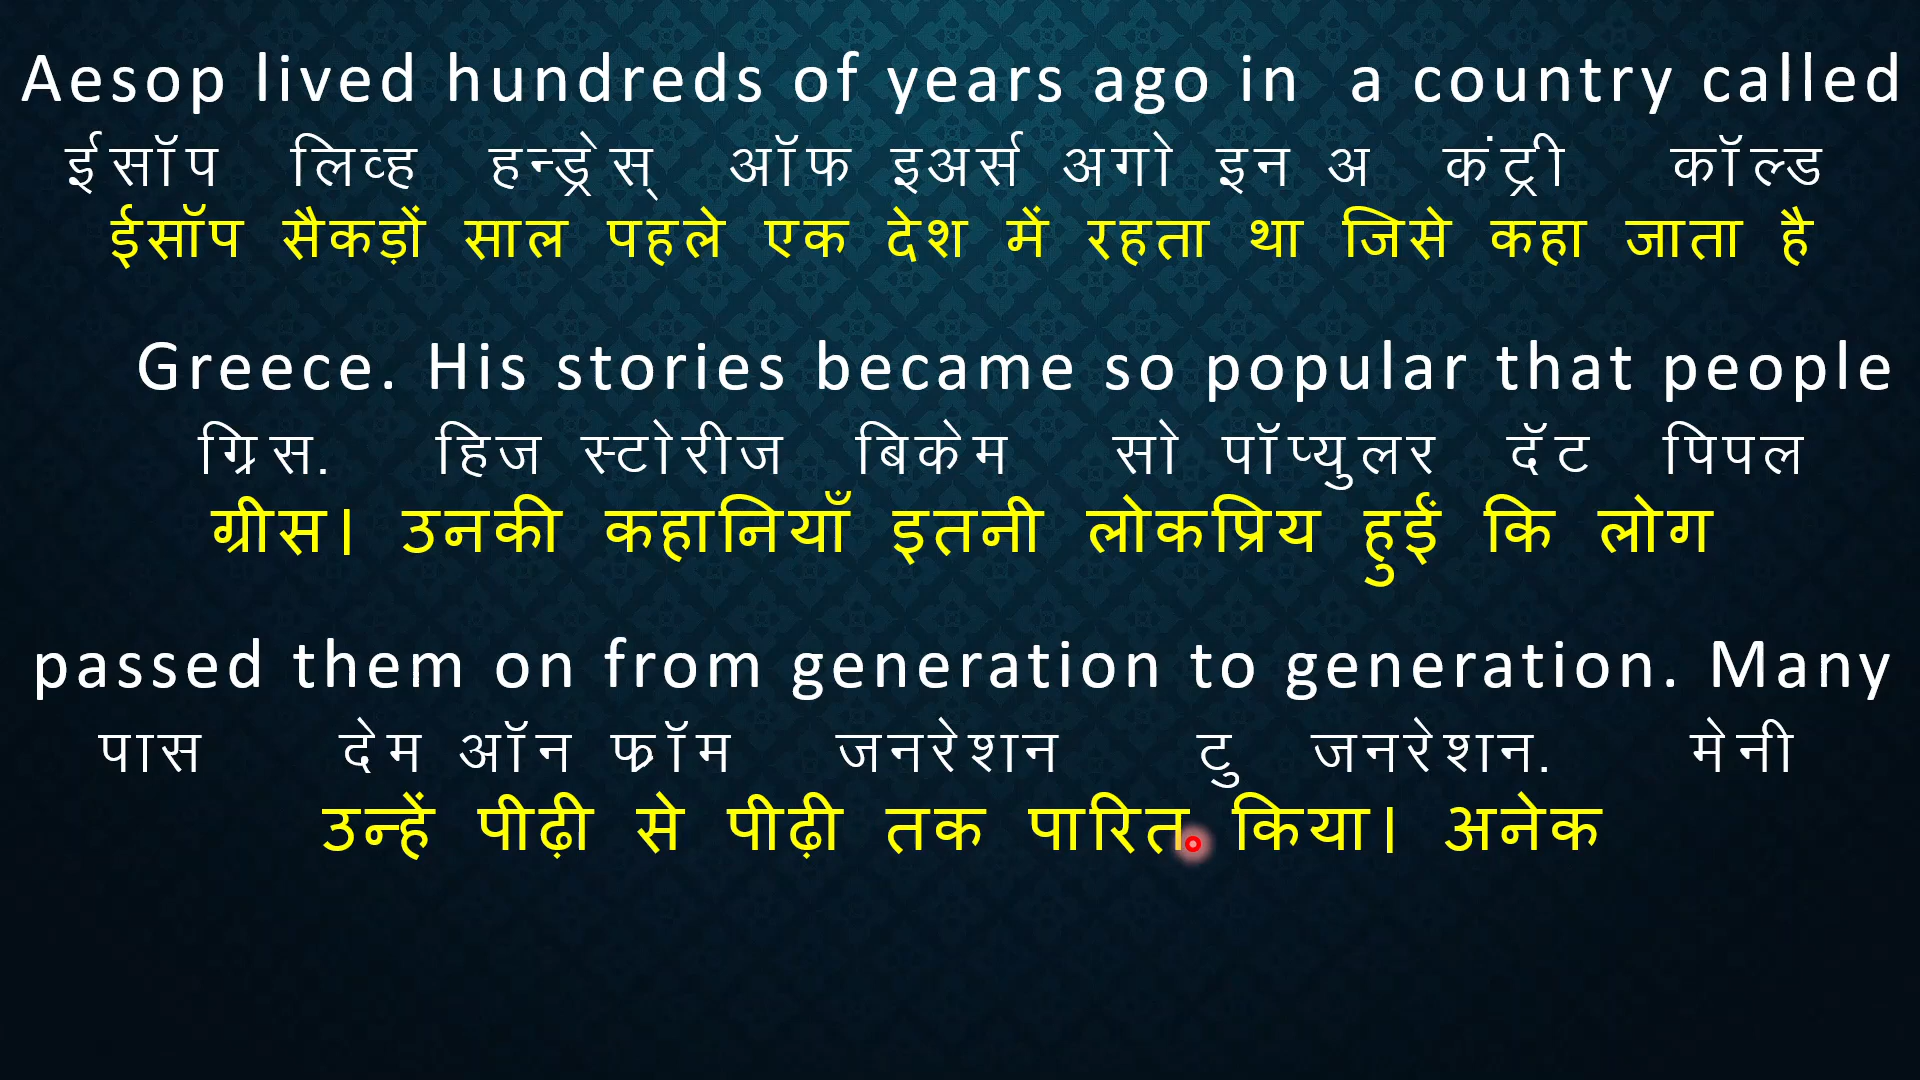 Aesop lived hundreds of years ago in a country called
ईसॉप लिव्ह हन्ड्रेस् ऑफ इअर्स अगो इन अ कंट्री कॉल्ड
ईसॉप सैकड़ों साल पहले एक देश में रहता था जिसे कहा जाता है
Greece. His stories became so popular that people
ग्रिस. हिज स्टोरीज बिकेम सो पॉप्युलर दॅट पिपल
ग्रीस। उनकी कहानियाँ इतनी लोकप्रिय हुईं कि लोग
passed them on from generation to generation. Many
पास देम ऑन फ्रॉम जनरेशन टु जनरेशन. मेनी
उन्हें पीढ़ी से पीढ़ी तक पारित किया। अनेक